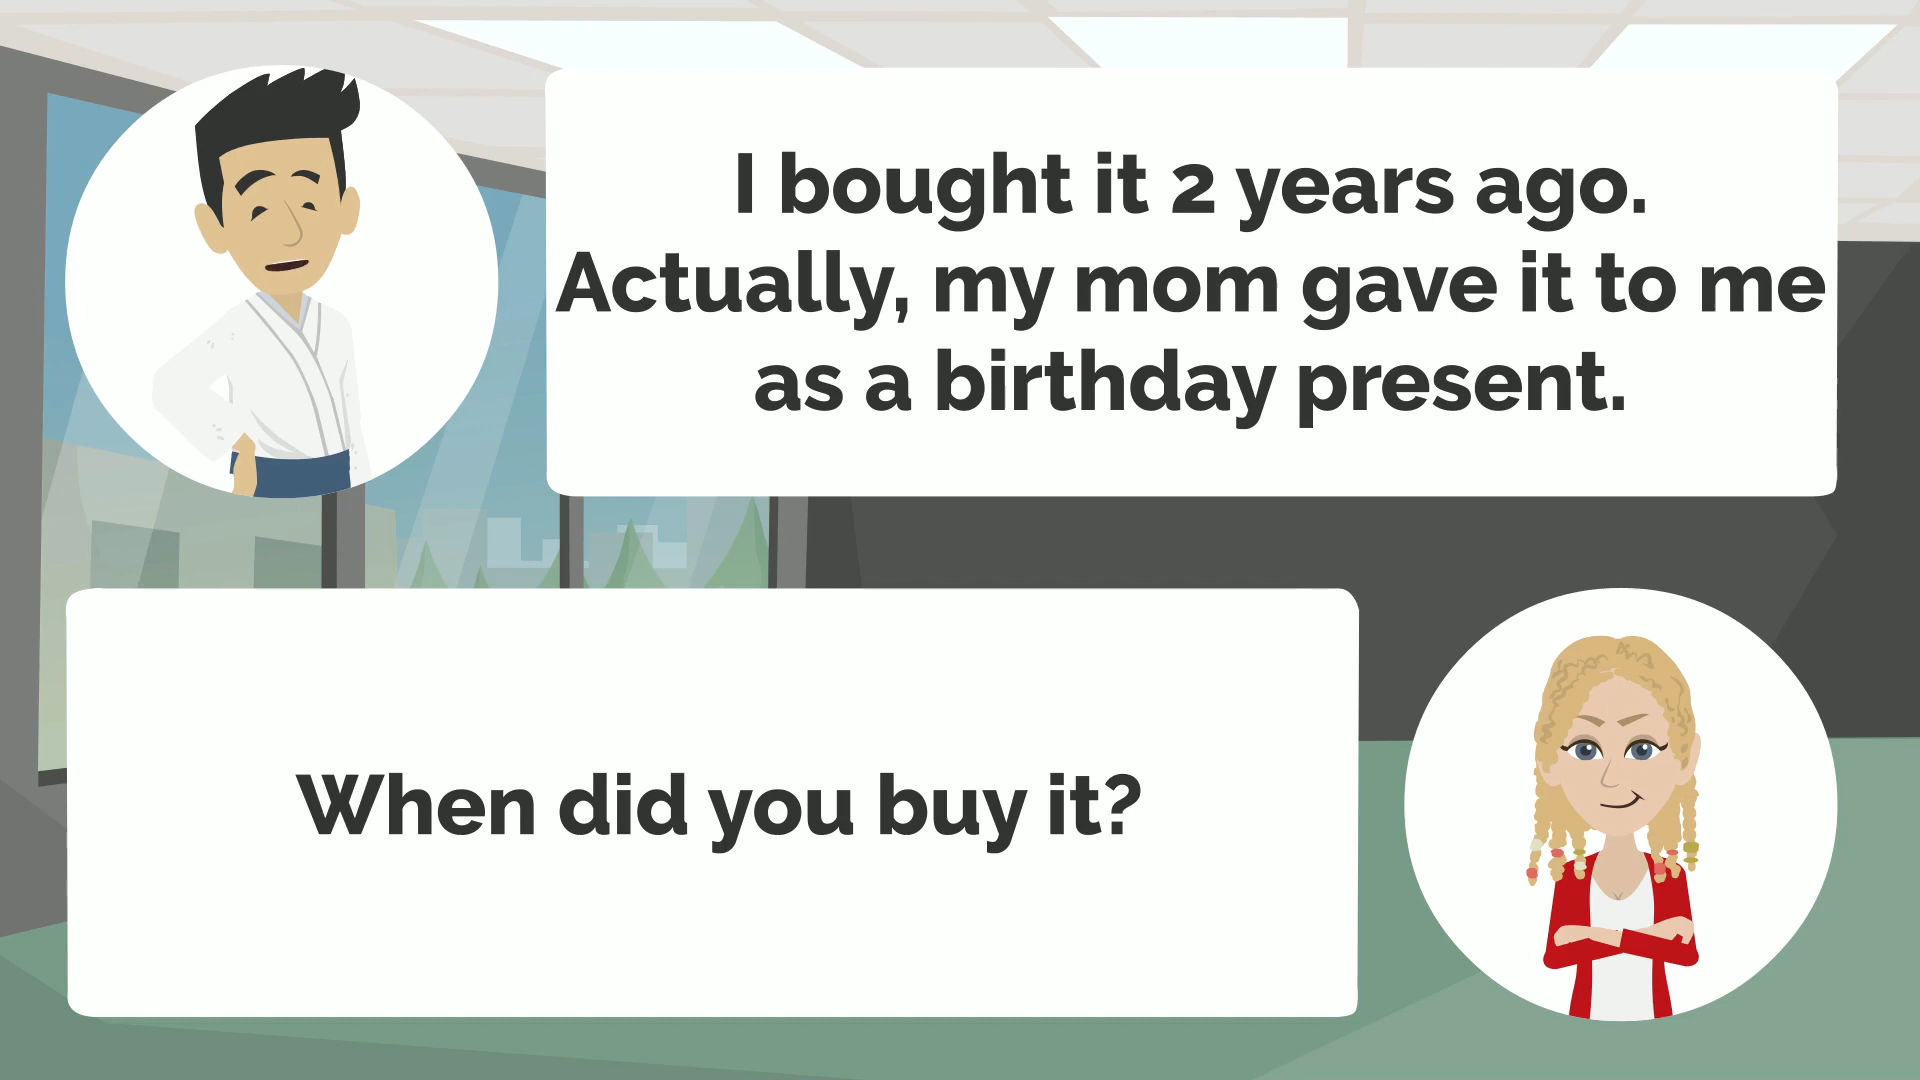 I bought it 2 years ago.
Actually, my mom gave it to me
as a birthday present.
When did you buy it?